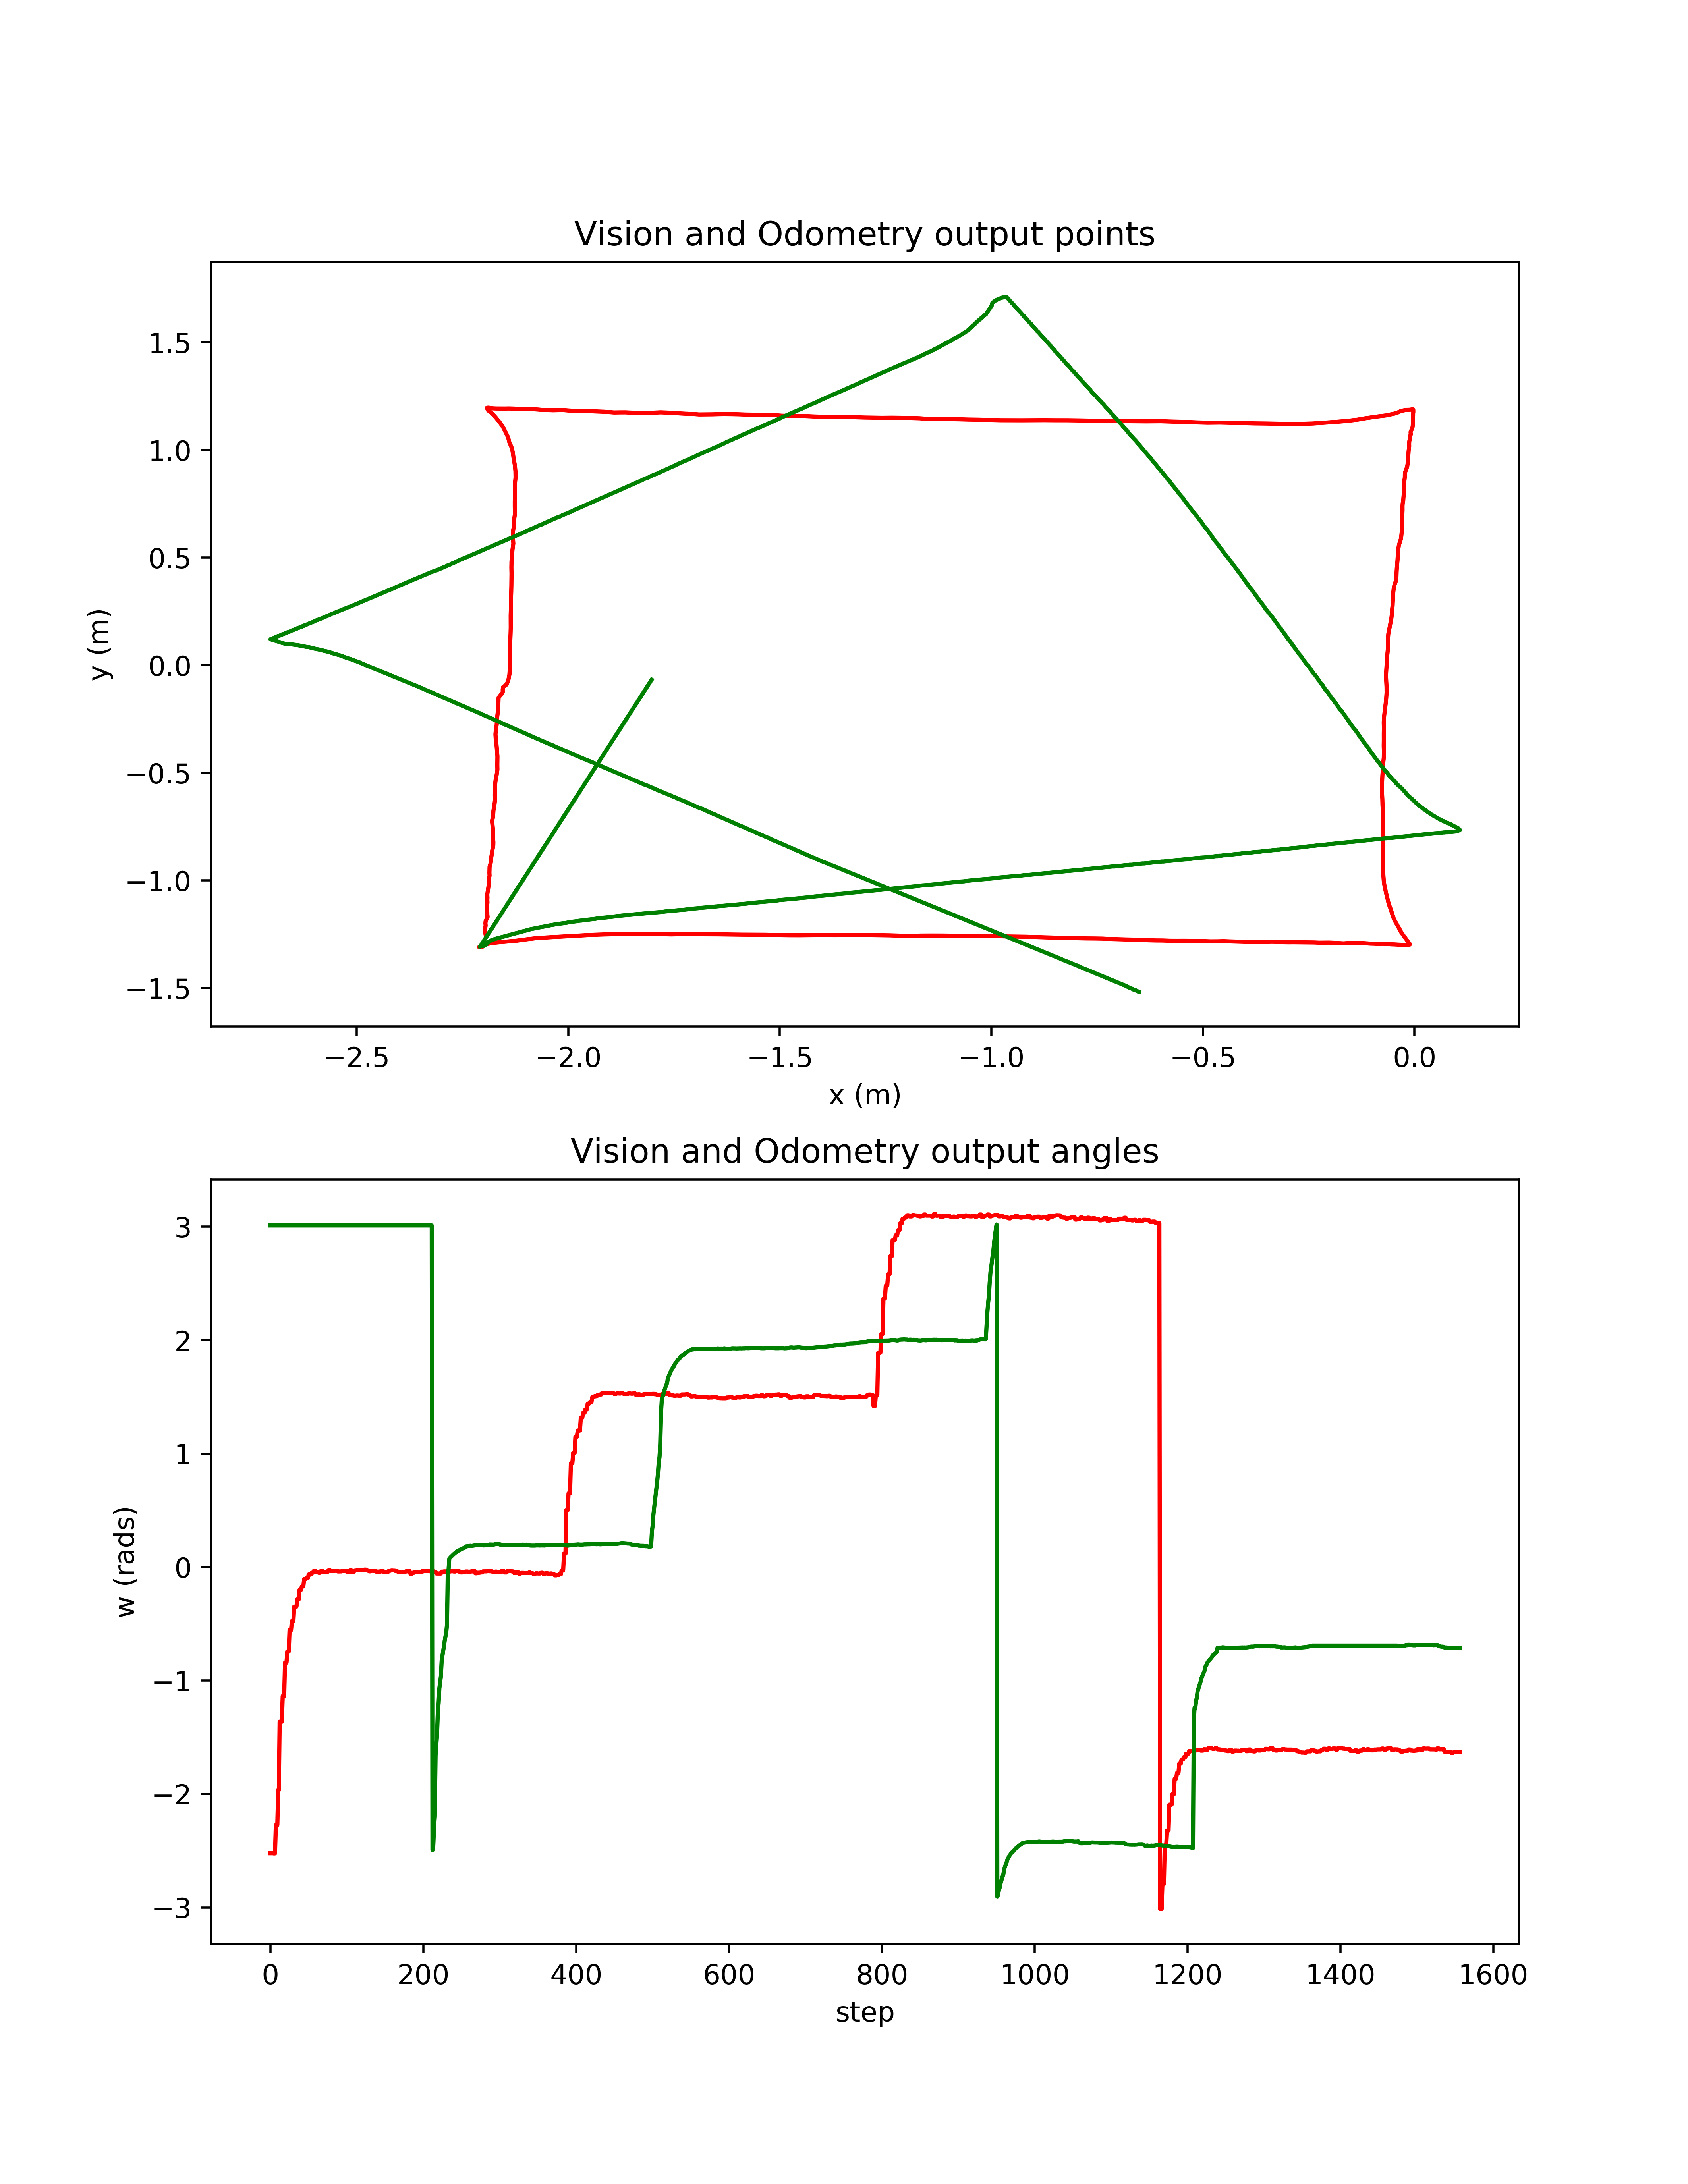 Vision and Odometry output points
1.5
1.0
0.5
0.0
−0.5
−1.0
−1.5
y (m)
−2.5 −2.0 −1.5 −1.0 −0.5 0.0
x (m)
Vision and Odometry output angles
3
2
1
0
−1
−2
−3
w (rads)
0 200 400 600 800 1000 1200 1400 1600
step